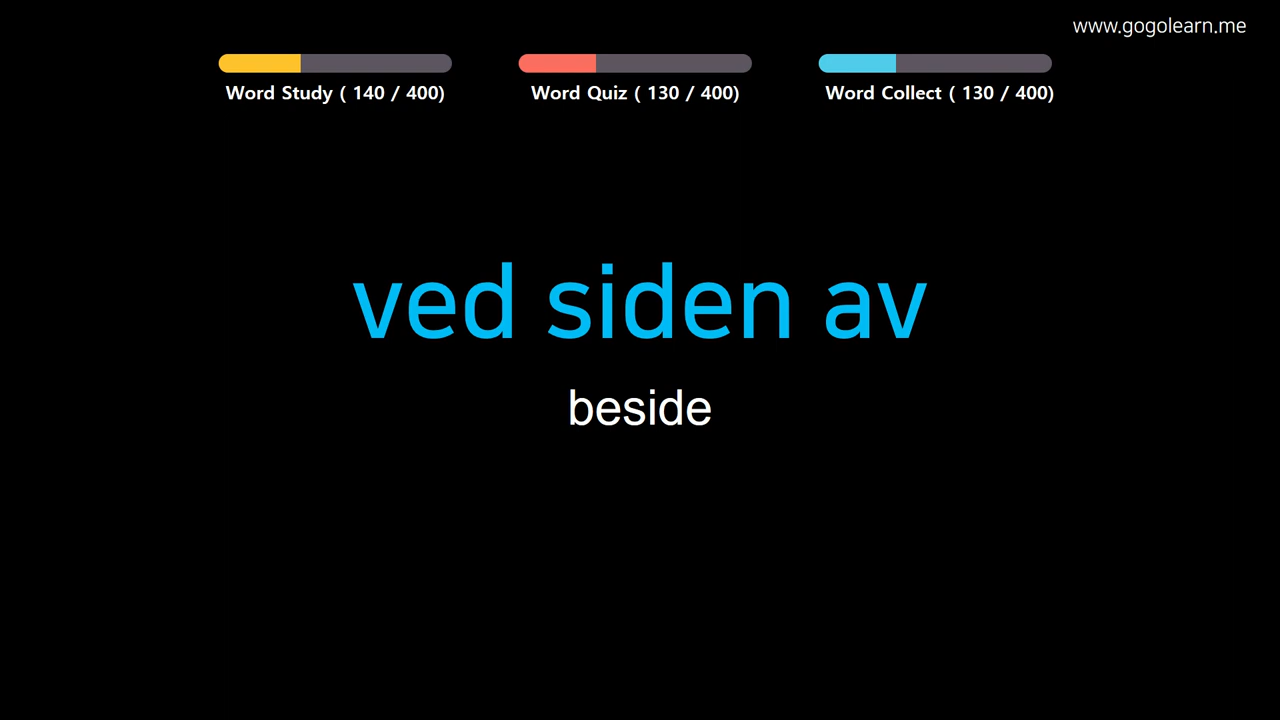 www.gogolearn.me
Word Study ( 140 / 400)
Word Quiz ( 130 / 400)
Word Collect ( 130 / 400)
ved siden av
beside